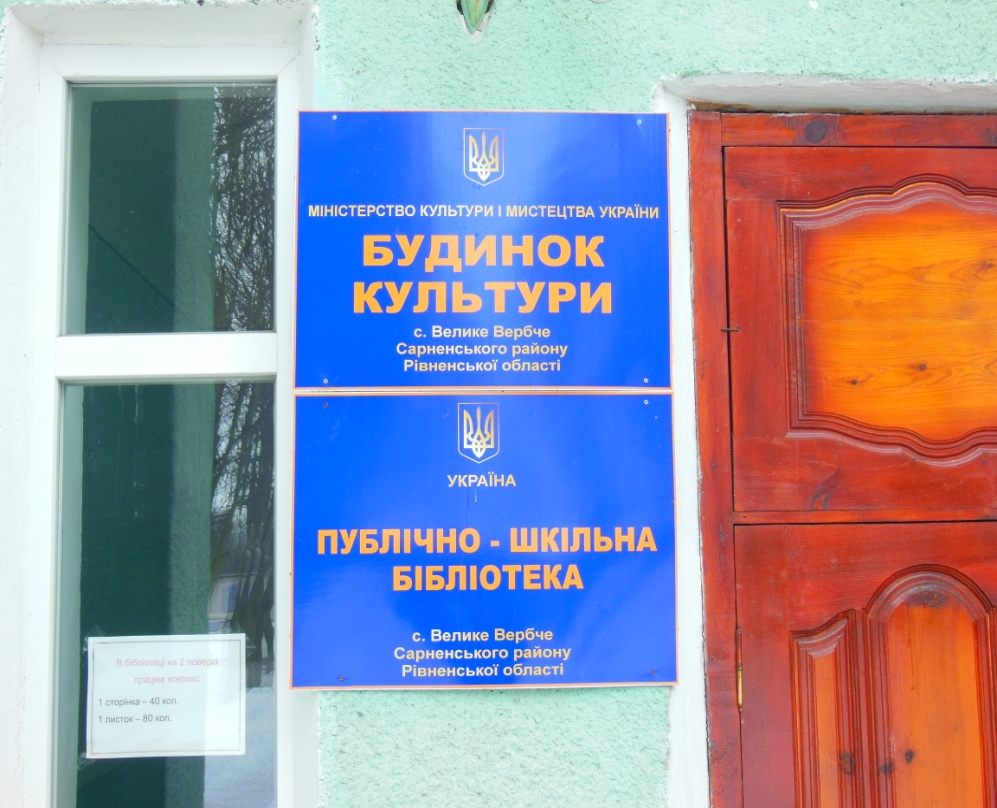 МІНІСТЕРСТВО КУЛЬТУРИ І МИСТЕЦТВА УКРАЇНИ
БУДИНОК
КУЛЬТУРИ
с. Велике Вербче
Сарненського району
Рівненської області
УКРАЇНА
ПУБЛІЧНО - ШКІЛЬНА
БІБЛІОТЕКА
с. Велике Вербче
Сарненського району
Рівненської області
В бібліотеці на 2 поверсі
працює ксерокс
1 сторінка – 40 коп.
1 листок – 80 коп.